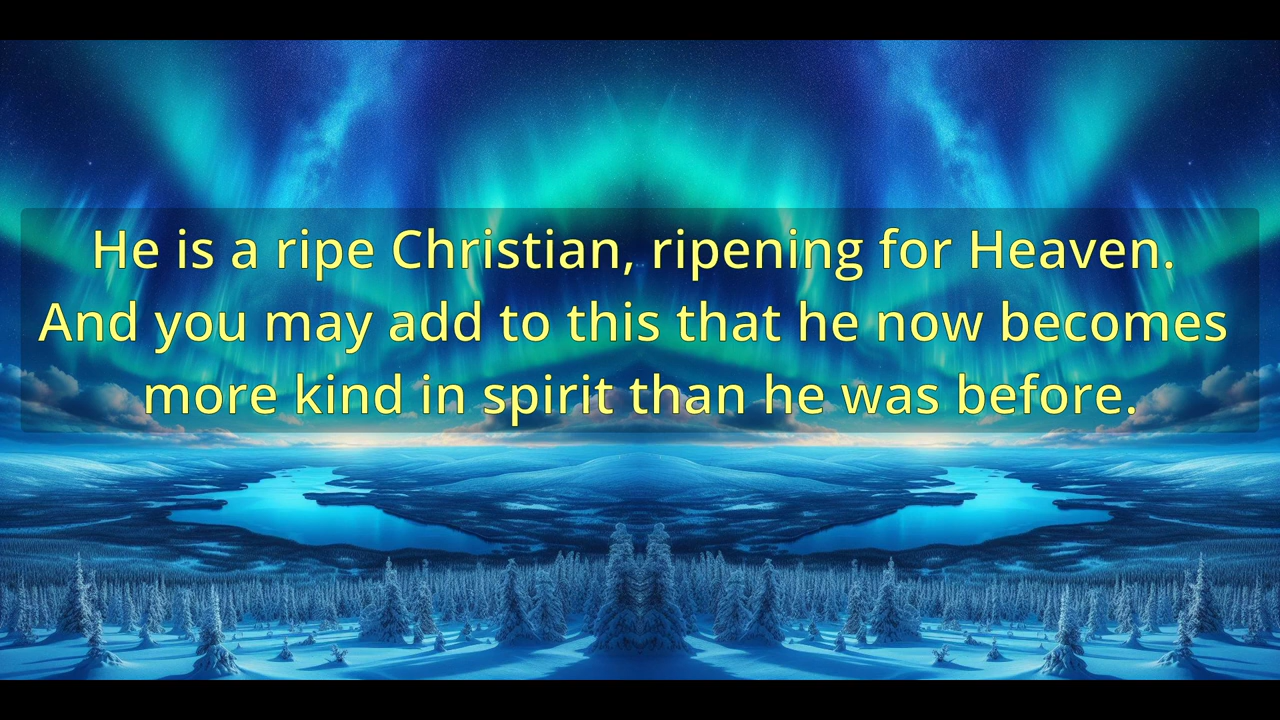 He is a ripe Christian, ripening for Heaven.
And you may add to this that he now becomes
more kind in spirit than he was before.